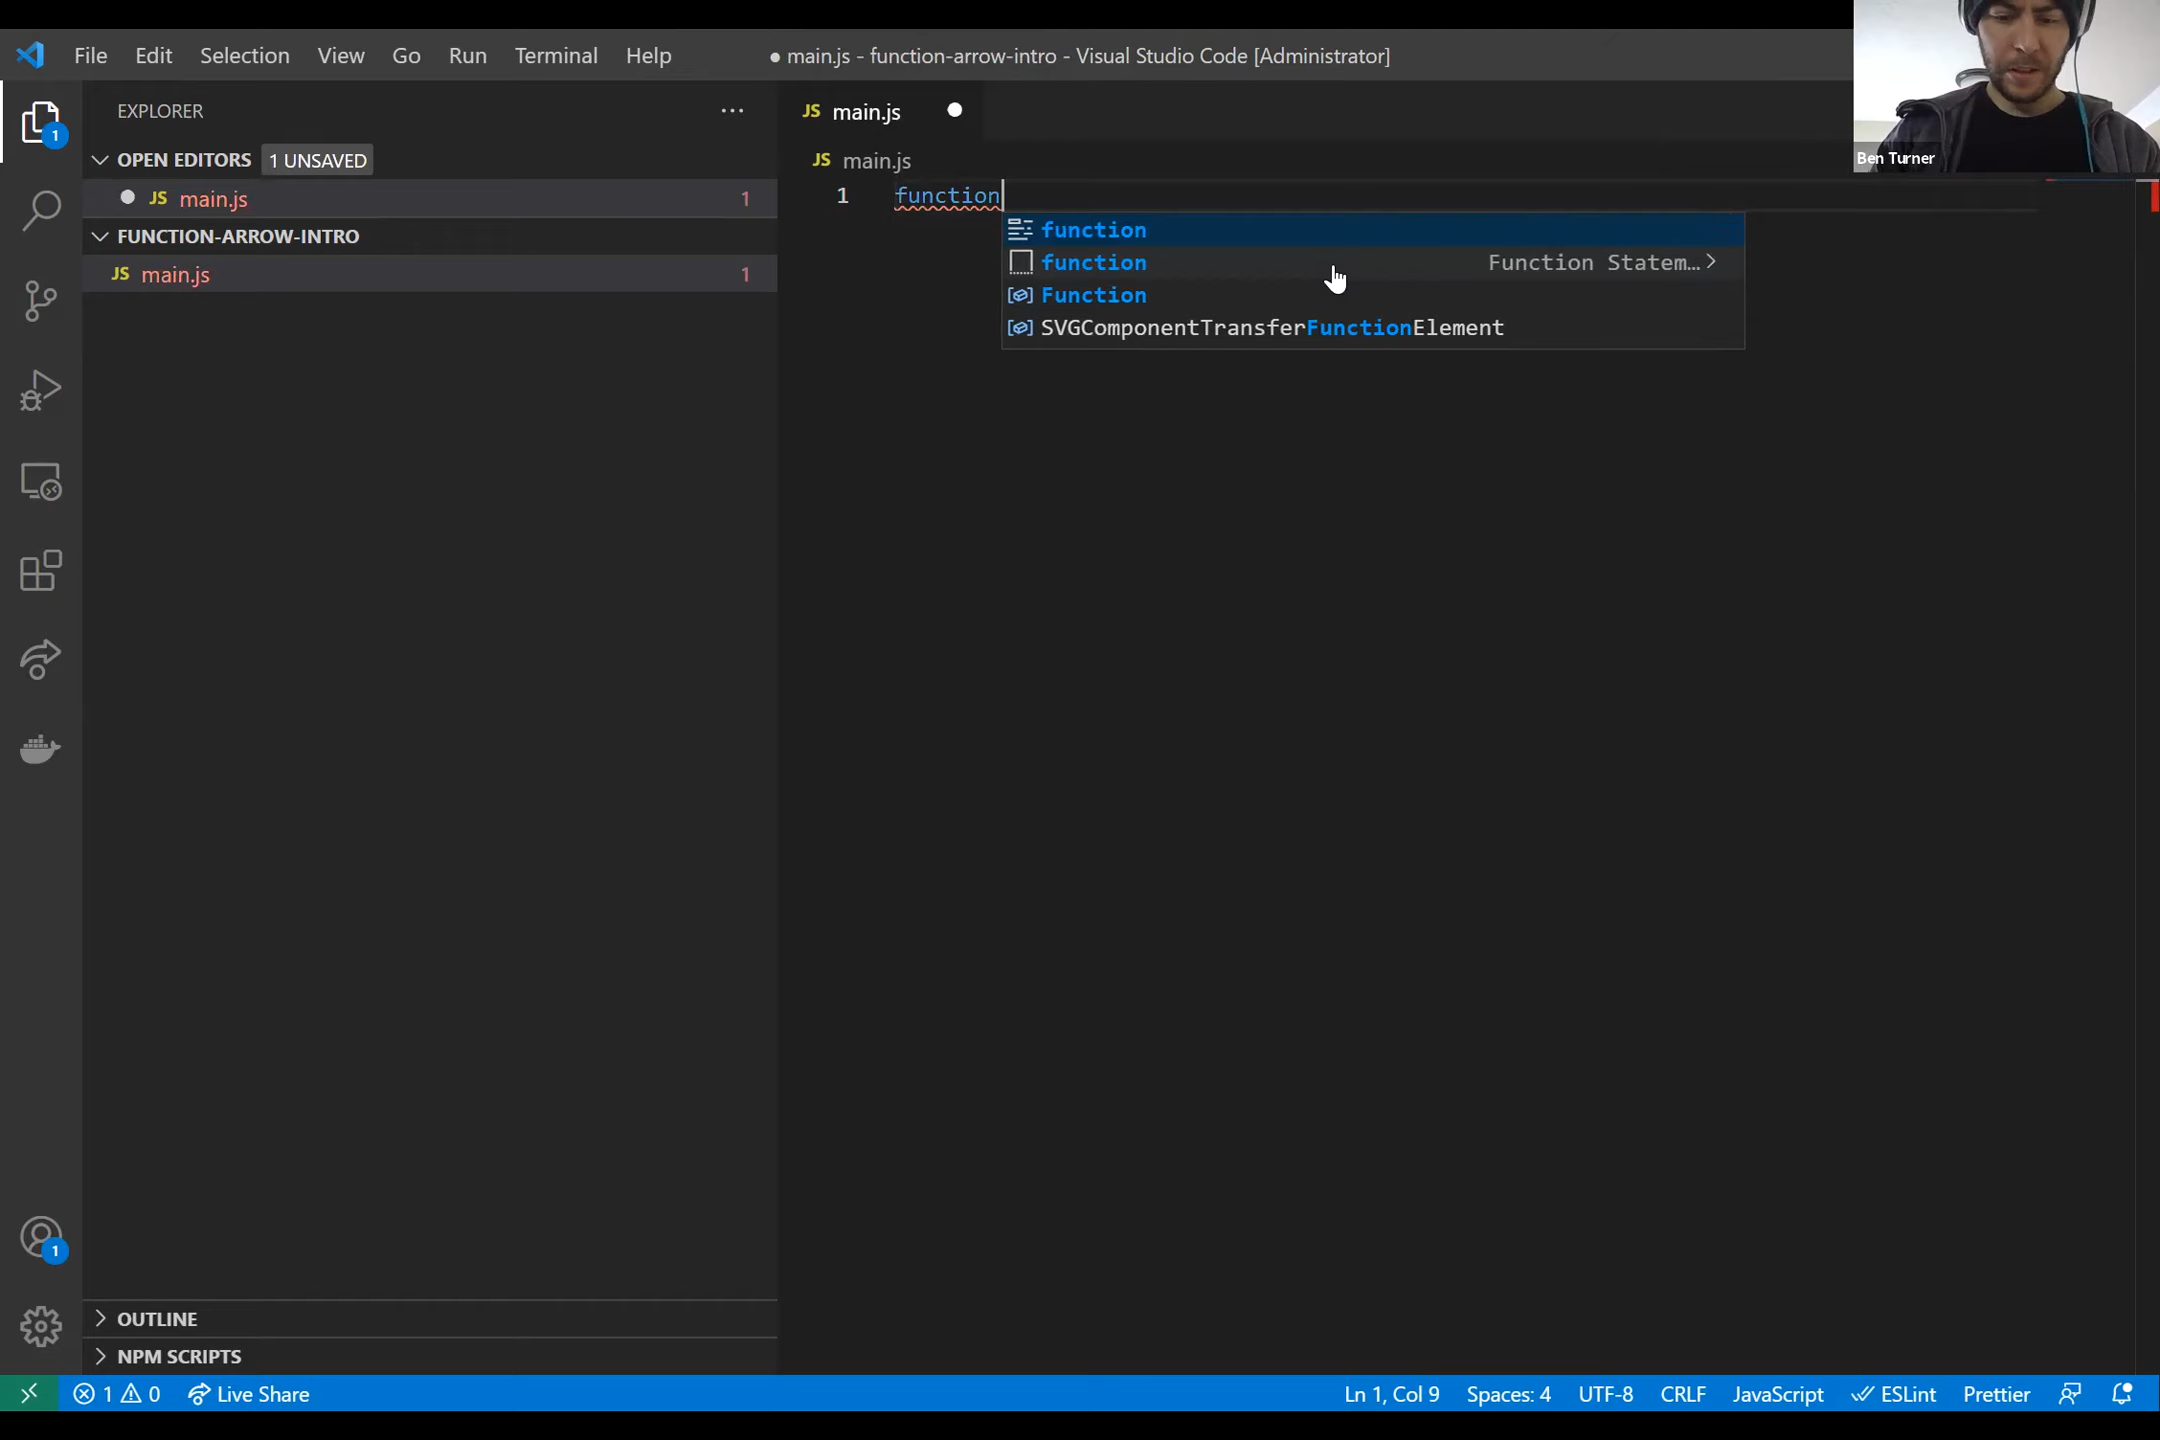 File Edit Selection View Go Run Terminal Help ● main.js - function-arrow-intro - Visual Studio Code [Administrator]
Ben Turner
EXPLORER ···
JS main.js
1
OPEN EDITORS 1 UNSAVED
JS main.js
JS main.js 1
1 function
FUNCTION-ARROW-INTRO
function
function Function Statem...
JS main.js 1
Function
SVGComponentTransferFunctionElement
1
OUTLINE
NPM SCRIPTS
1 0 Live Share Ln 1, Col 9 Spaces: 4 UTF-8 CRLF JavaScript ESLint Prettier